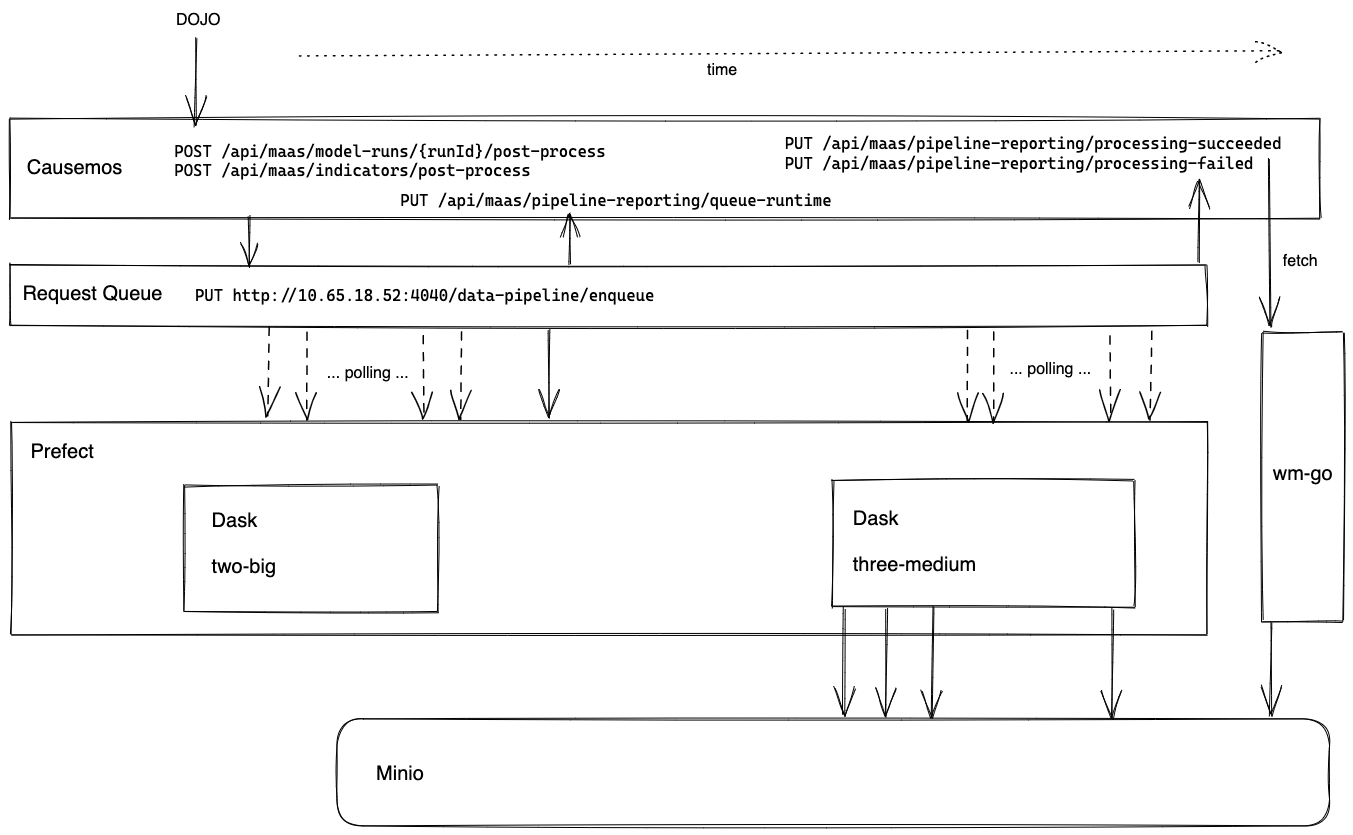 DOJO
time
Causemos
POST /api/maas/model-runs/{runId}/post-process
POST /api/maas/indicators/post-process
PUT /api/maas/pipeline-reporting/processing-succeeded
PUT /api/maas/pipeline-reporting/processing-failed
PUT /api/maas/pipeline-reporting/queue-runtime
fetch
Request Queue
PUT http://10.65.18.52:4040/data-pipeline/enqueue
... polling ...
... polling ...
Prefect
Dask
two-big
Dask
three-medium
wm-go
Minio